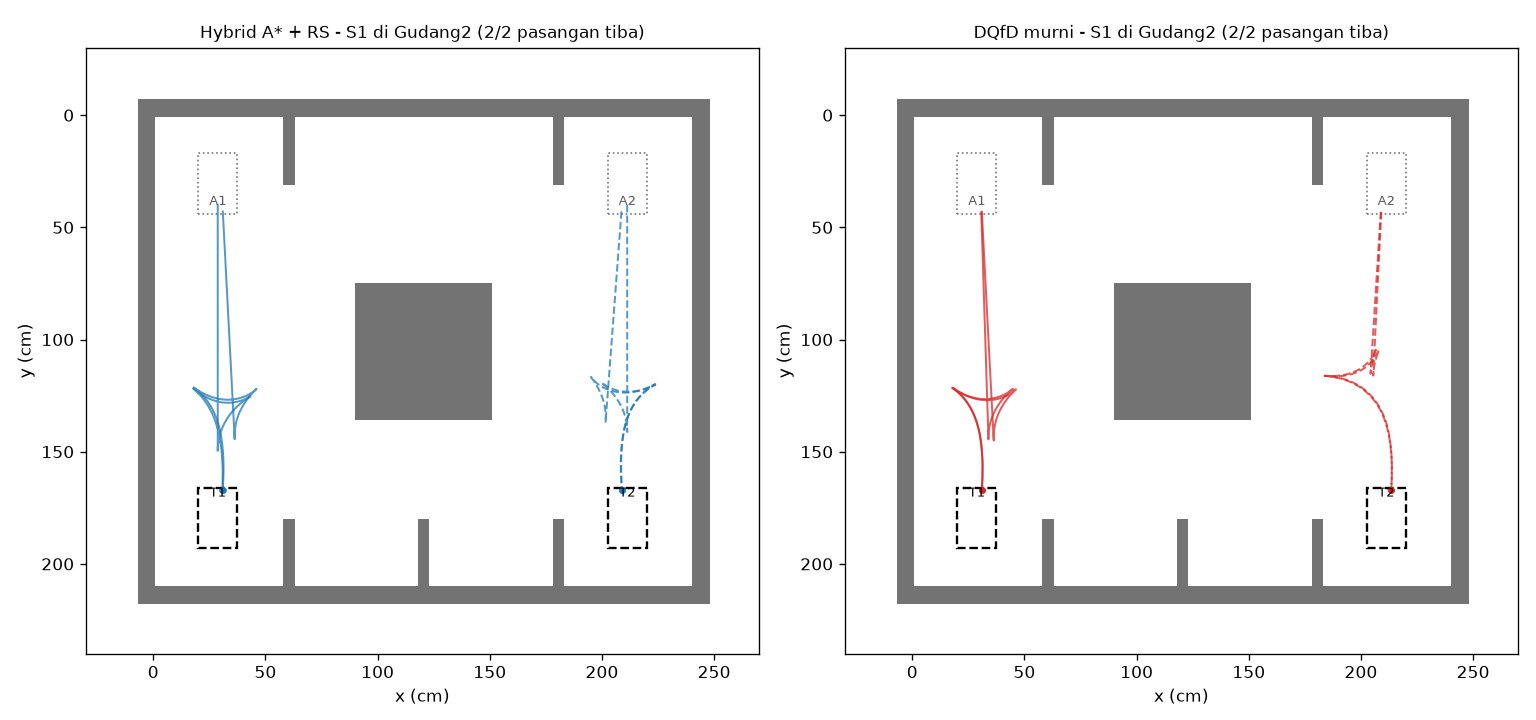 Hybrid A* + RS - S1 di Gudang2 (2/2 pasangan tiba)
0
50
100
150
200
y (cm)
A1
A2
T1
T2
0
50
100
150
200
250
x (cm)
DQfD murni - S1 di Gudang2 (2/2 pasangan tiba)
0
50
100
150
200
y (cm)
A1
A2
T1
T2
0
50
100
150
200
250
x (cm)